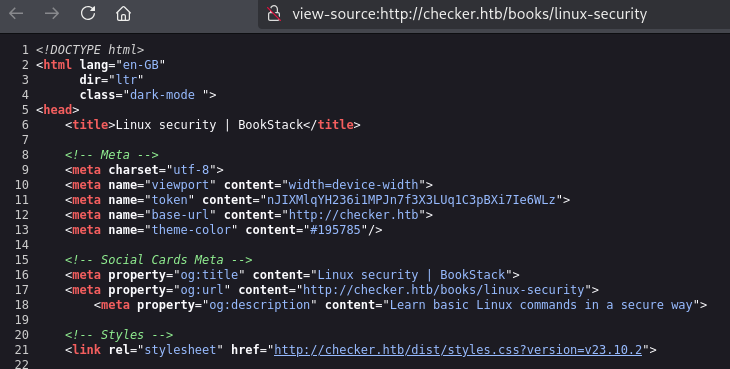 view-source:http://checker.htb/books/linux-security
1 <!DOCTYPE html>
2 <html lang="en-GB"
3       dir="ltr"
4       class="dark-mode ">
5 <head>
6     <title>Linux security | BookStack</title>
7
8     <!-- Meta -->
9     <meta charset="utf-8">
10     <meta name="viewport" content="width=device-width">
11     <meta name="token" content="nJIXMlqYH236i1MPJn7f3X3LUq1C3pBXi7Ie6WLz">
12     <meta name="base-url" content="http://checker.htb">
13     <meta name="theme-color" content="#195785"/>
14
15     <!-- Social Cards Meta -->
16     <meta property="og:title" content="Linux security | BookStack">
17     <meta property="og:url" content="http://checker.htb/books/linux-security">
18         <meta property="og:description" content="Learn basic Linux commands in a secure way">
19
20     <!-- Styles -->
21     <link rel="stylesheet" href="http://checker.htb/dist/styles.css?version=v23.10.2">
22